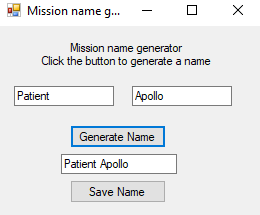 Mission name g...
Mission name generator
Click the button to generate a name
Patient
Apollo
Generate Name
Patient Apollo
Save Name